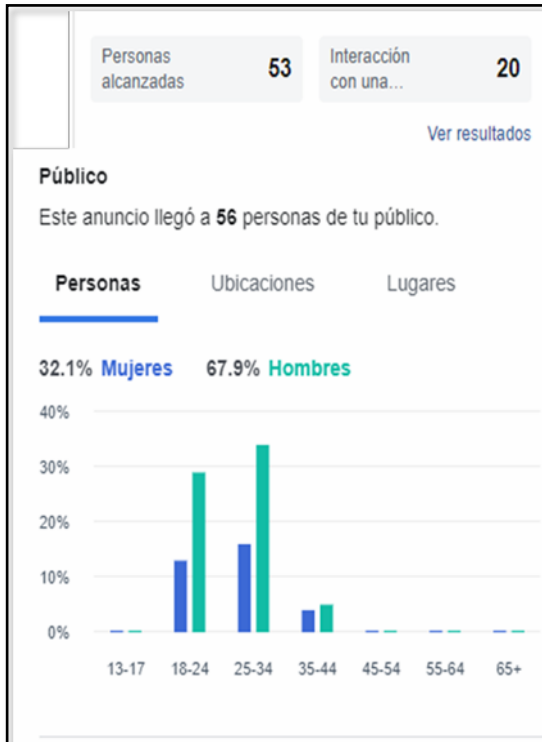 Personas
alcanzadas
53
Interacción
con una...
20
Ver resultados
Público
Este anuncio llegó a 56 personas de tu público.
Personas Ubicaciones Lugares
32.1% Mujeres 67.9% Hombres
40%
30%
20%
10%
0%
13-17 18-24 25-34 35-44 45-54 55-64 65+